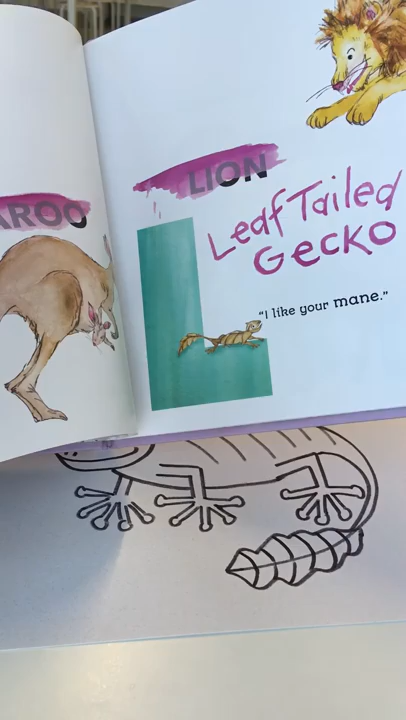 AROO
LION
Leaf Tailed
Gecko
"I like your mane."
L